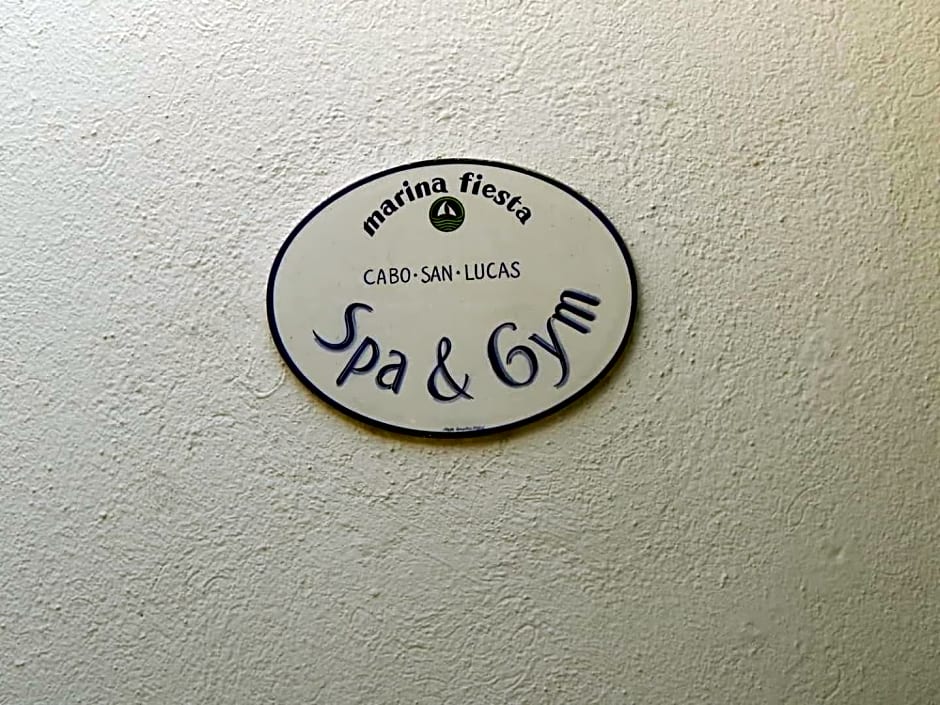 marina fiesta
CABO·SAN·LUCAS
Spa & Gym